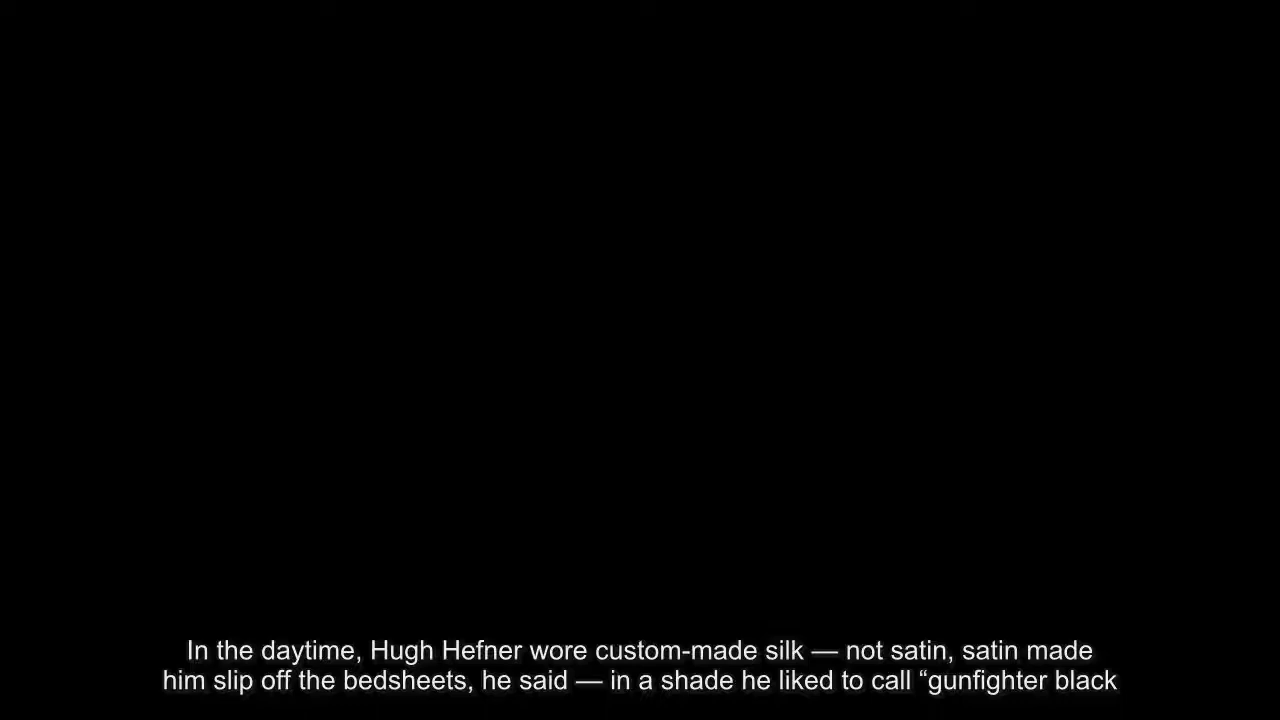 In the daytime, Hugh Hefner wore custom-made silk — not satin, satin made
him slip off the bedsheets, he said — in a shade he liked to call “gunfighter black